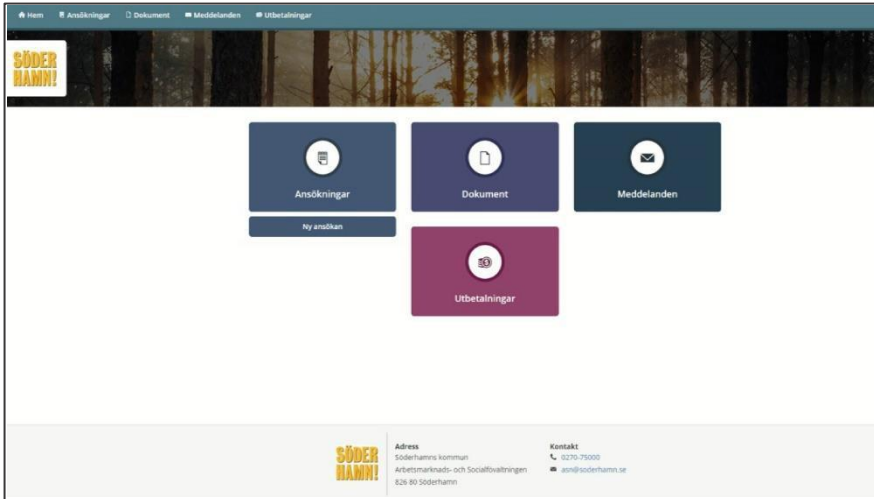 Hem Ansökningar Dokument Meddelanden Utbetalningar
SÖDER
HAMN!
Ansökningar
Dokument
Meddelanden
Ny ansökan
Utbetalningar
SÖDER
HAMN!
Adress
Söderhamns kommun
Arbetsmarknads- och Socialförvaltningen
826 80 Söderhamn
Kontakt
0270-75000
asn@soderhamn.se